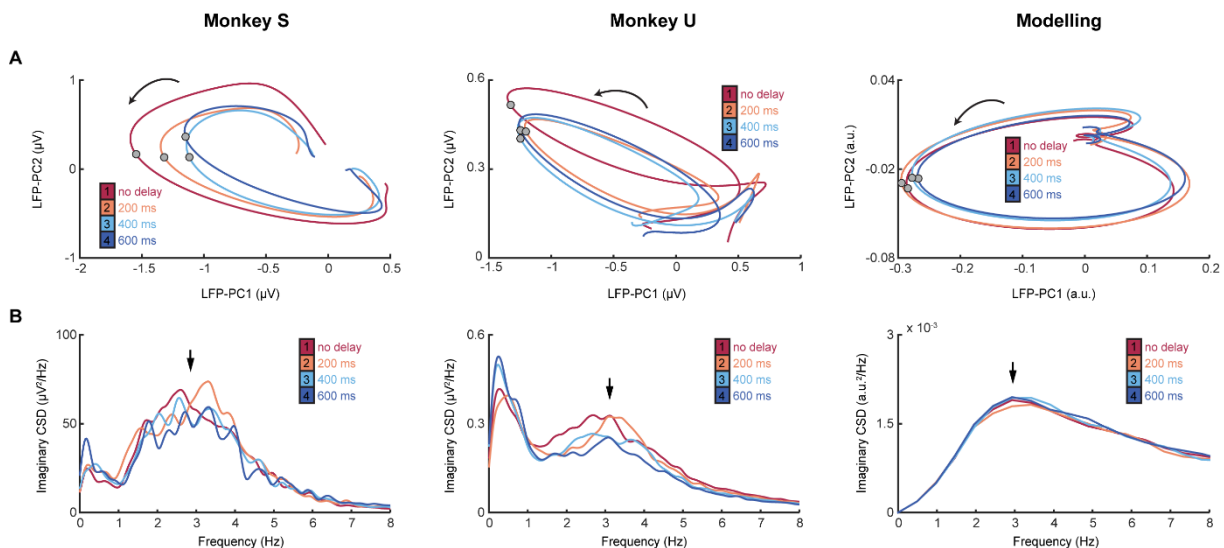 Monkey S
Monkey U
Modelling
A
LFP-PC2 (µV)
1
0
-1
-2
-1.5
-1
-0.5
0
0.5
LFP-PC1 (µV)
1 no delay
2 200 ms
3 400 ms
4 600 ms
LFP-PC2 (µV)
0.6
0.3
0
-1.5
-1
-0.5
0
0.5
1
LFP-PC1 (µV)
1 no delay
2 200 ms
3 400 ms
4 600 ms
LFP-PC2 (a.u.)
0.04
-0.02
-0.08
-0.3
-0.2
-0.1
0
0.1
0.2
LFP-PC1 (a.u.)
1 no delay
2 200 ms
3 400 ms
4 600 ms
B
Imaginary CSD (µV²/Hz)
100
50
0
0 1 2 3 4 5 6 7 8
Frequency (Hz)
1 no delay
2 200 ms
3 400 ms
4 600 ms
Imaginary CSD (µV²/Hz)
0.6
0.3
0
0 1 2 3 4 5 6 7 8
Frequency (Hz)
1 no delay
2 200 ms
3 400 ms
4 600 ms
Imaginary CSD (a.u.²/Hz)
x 10⁻³
3
1.5
0
0 1 2 3 4 5 6 7 8
Frequency (Hz)
1 no delay
2 200 ms
3 400 ms
4 600 ms